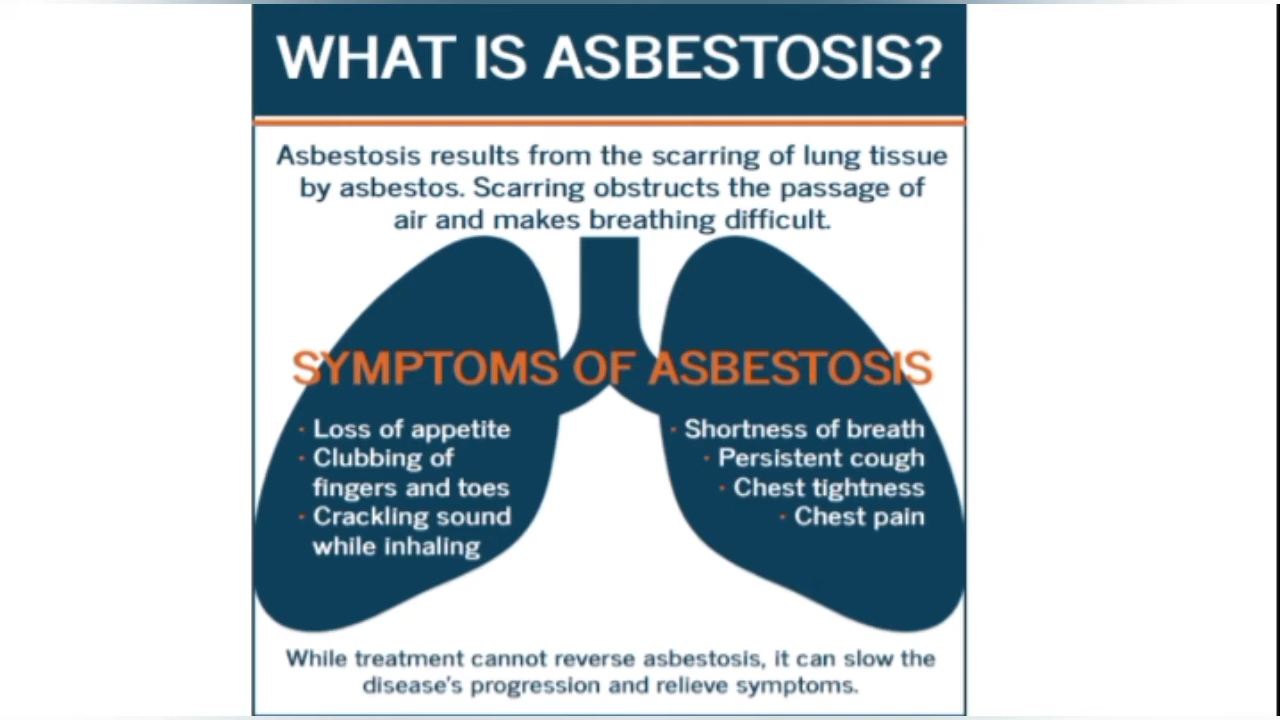 WHAT IS ASBESTOSIS?
Asbestosis results from the scarring of lung tissue
by asbestos. Scarring obstructs the passage of
air and makes breathing difficult.
SYMPTOMS OF ASBESTOSIS
· Loss of appetite
· Clubbing of
fingers and toes
· Crackling sound
while inhaling
· Shortness of breath
· Persistent cough
· Chest tightness
· Chest pain
While treatment cannot reverse asbestosis, it can slow the
disease's progression and relieve symptoms.